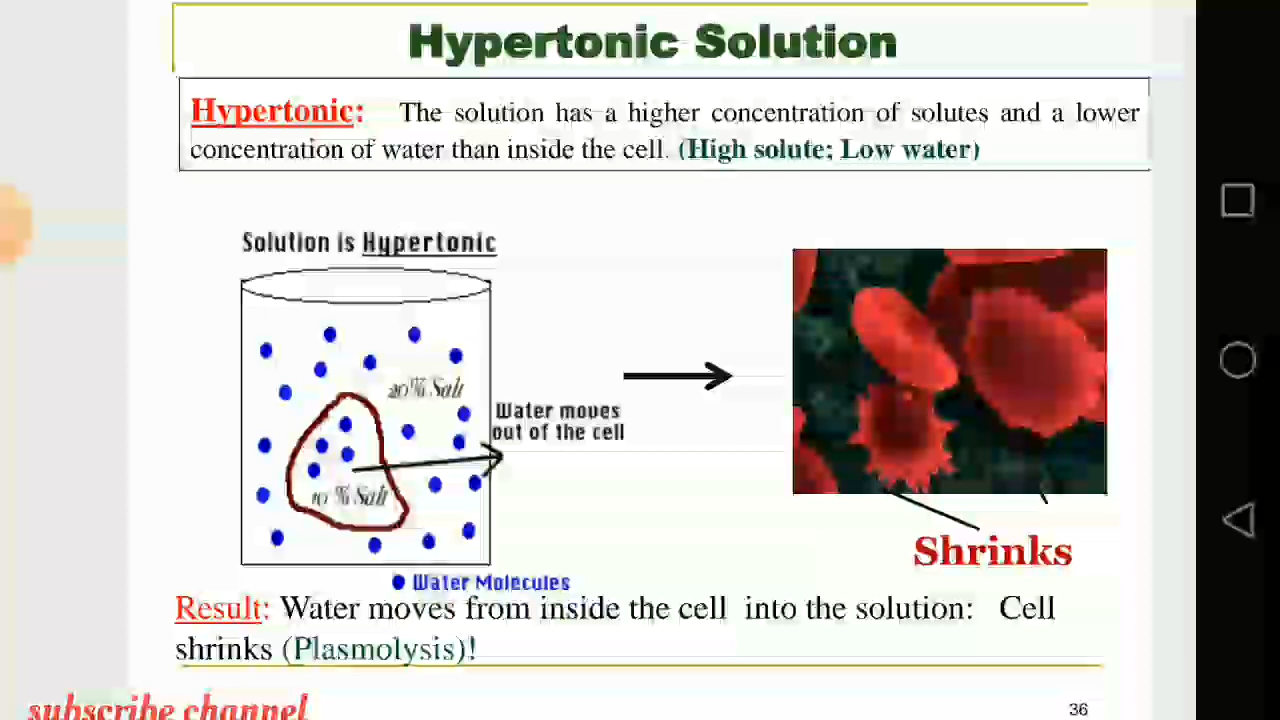 Hypertonic Solution
Hypertonic: The solution has a higher concentration of solutes and a lower
concentration of water than inside the cell. (High solute; Low water)
Solution is Hypertonic
20% Salt
Water moves
out of the cell
10 % Salt
Shrinks
Water Molecules
Result: Water moves from inside the cell into the solution: Cell
shrinks (Plasmolysis)!
subscribe channel
36